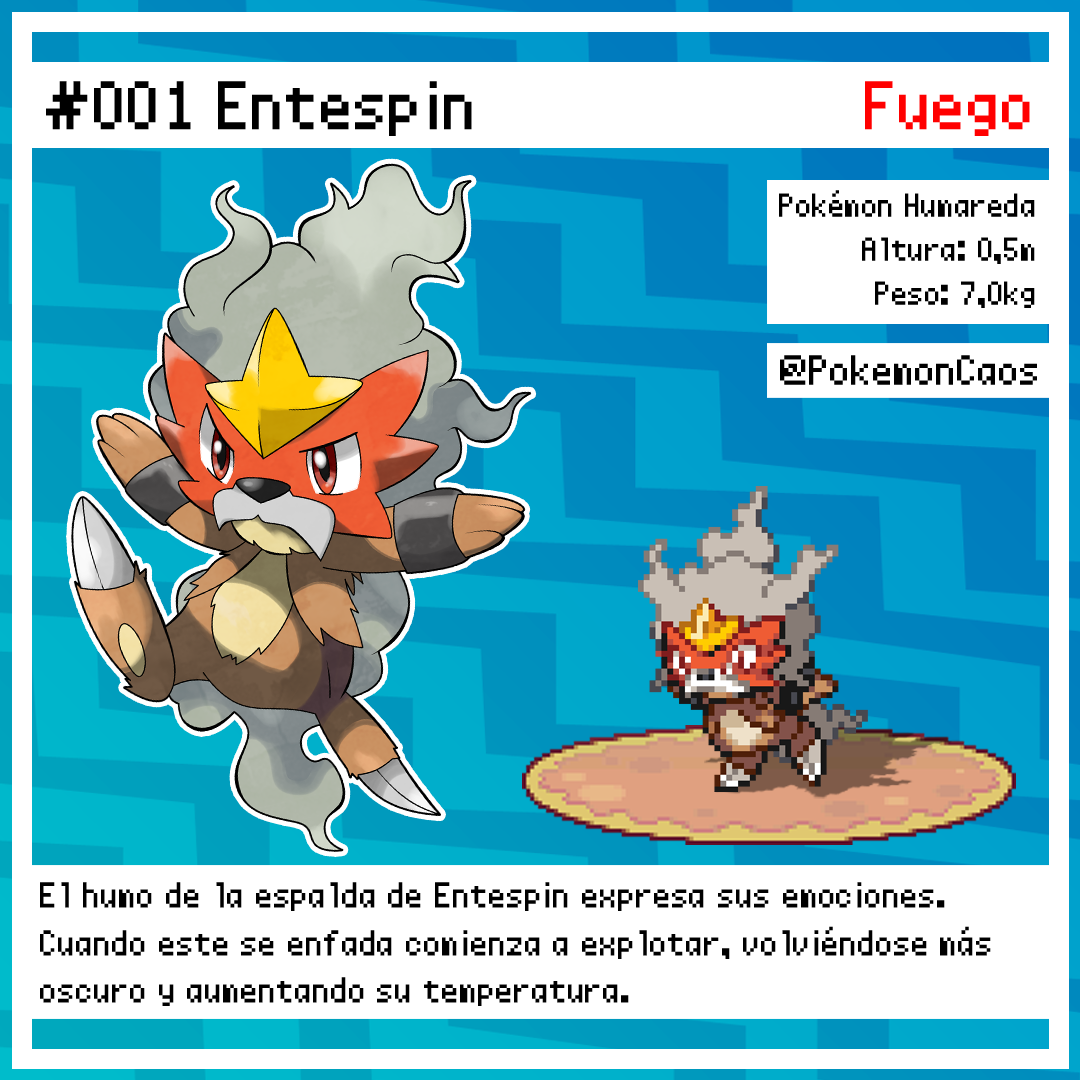 #001 Entespin
Fuego
Pokémon Humareda
Altura: 0,5m
Peso: 7,0kg
@PokemonCaos
El humo de la espalda de Entespin expresa sus emociones.
Cuando este se enfada comienza a explotar, volviéndose más
oscuro y aumentando su temperatura.